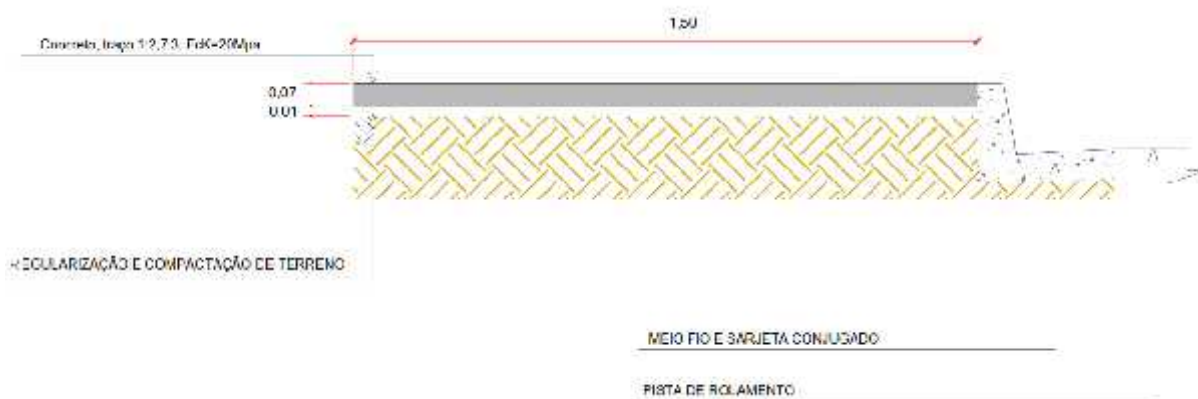 1,50
Concreto, traço 1:2,7:3, FcK=20Mpa
0,07
0,01
REGULARIZAÇÃO E COMPACTAÇÃO DE TERRENO
MEIO FIO E SARJETA CONJUGADO
PISTA DE ROLAMENTO